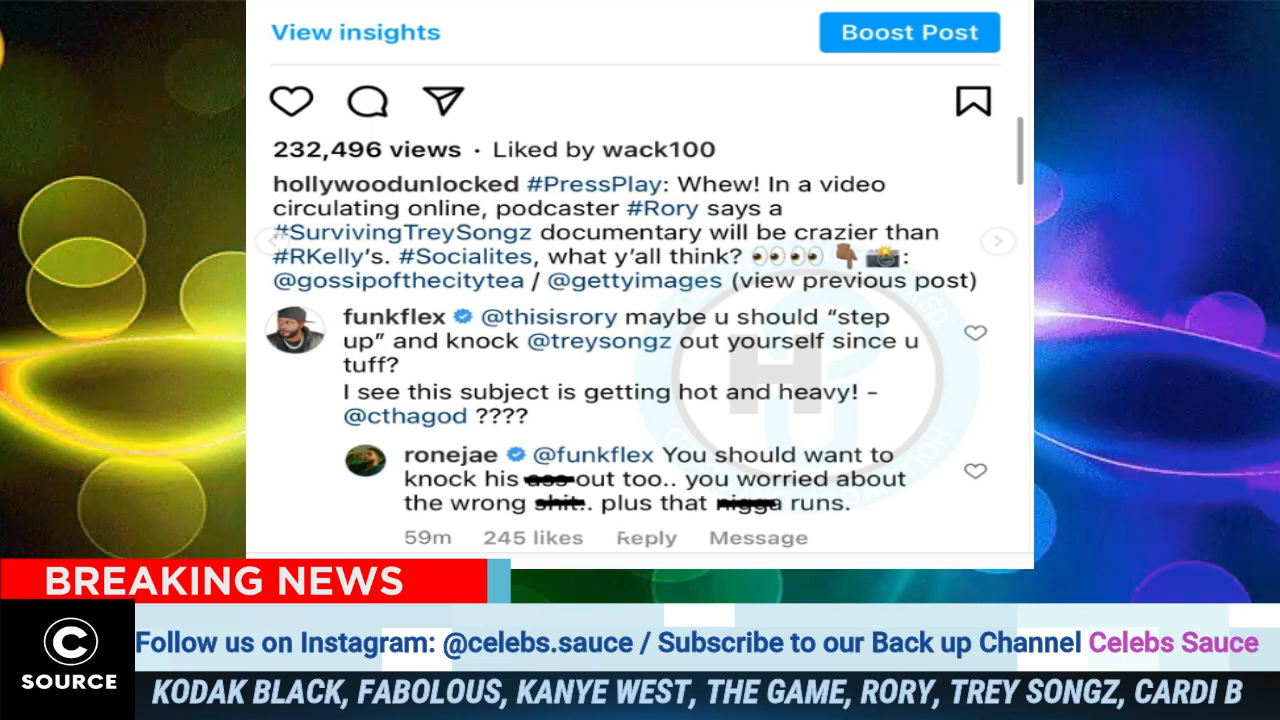 View insights
Boost Post
232,496 views · Liked by wack100
hollywoodunlocked #PressPlay: Whew! In a video
circulating online, podcaster #Rory says a
#SurvivingTreySongz documentary will be crazier than
#RKelly's. #Socialites, what y'all think? 👀👀👀 👇🏾📸:
@gossipofthecitytea / @gettyimages (view previous post)
funkflex @thisisrory maybe u should “step
up” and knock @treysongz out yourself since u
tuff?
I see this subject is getting hot and heavy! -
@cthagod ????
ronejae @funkflex You should want to
knock his ass out too.. you worried about
the wrong shit.. plus that nigga runs.
59m 245 likes Reply Message
BREAKING NEWS
C
SOURCE
Follow us on Instagram: @celebs.sauce / Subscribe to our Back up Channel Celebs Sauce
KODAK BLACK, FABOLOUS, KANYE WEST, THE GAME, RORY, TREY SONGZ, CARDI B